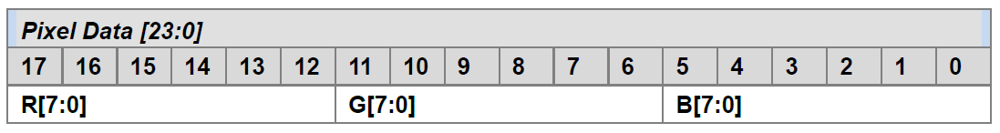 Pixel Data [23:0]
17 16 15 14 13 12 11 10 9 8 7 6 5 4 3 2 1 0
R[7:0] G[7:0] B[7:0]